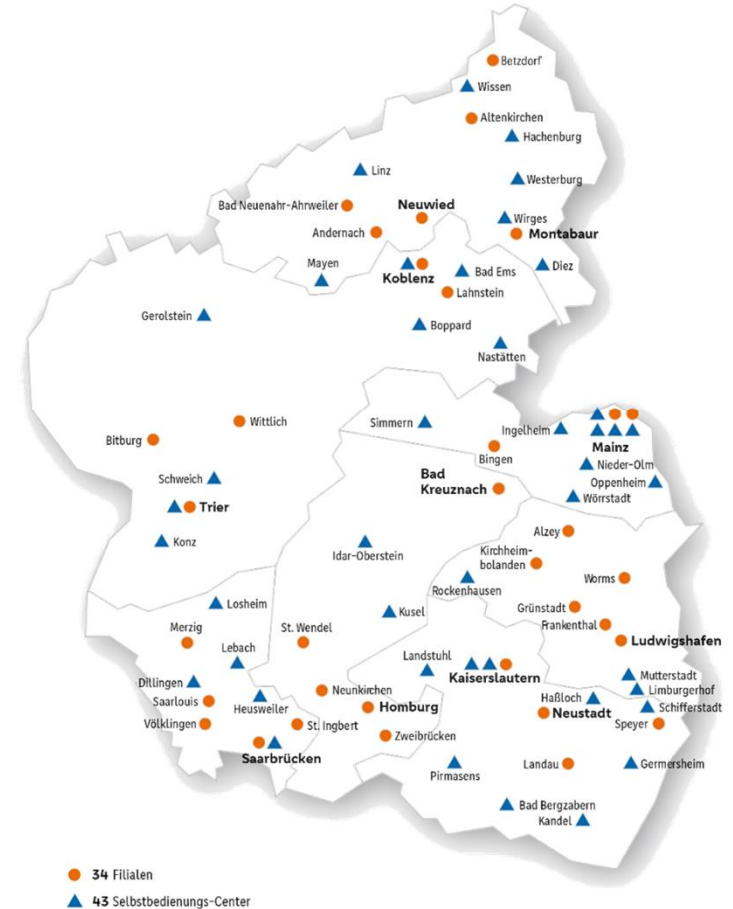 Betzdorf
Wissen
Altenkirchen
Hachenburg
Linz
Westerburg
Bad Neuenahr-Ahrweiler
Neuwied
Wirges
Andernach
Montabaur
Mayen
Koblenz
Bad Ems
Diez
Lahnstein
Gerolstein
Boppard
Nastätten
Wittlich
Simmern
Ingelheim
Bitburg
Bingen
Mainz
Nieder-Olm
Bad
Kreuznach
Schweich
Oppenheim
Wörrstadt
Trier
Alzey
Konz
Idar-Oberstein
Kirchheim-
bolanden
Worms
Rockenhausen
Losheim
Kusel
Grünstadt
Frankenthal
Merzig
St. Wendel
Ludwigshafen
Lebach
Landstuhl
Kaiserslautern
Mutterstadt
Dillingen
Limburgerhof
Neunkirchen
Haßloch
Saarlouis
Heusweiler
Homburg
Schifferstadt
Neustadt
Völklingen
St. Ingbert
Speyer
Zweibrücken
Saarbrücken
Pirmasens
Landau
Germersheim
Bad Bergzabern
Kandel
34 Filialen
43 Selbstbedienungs-Center